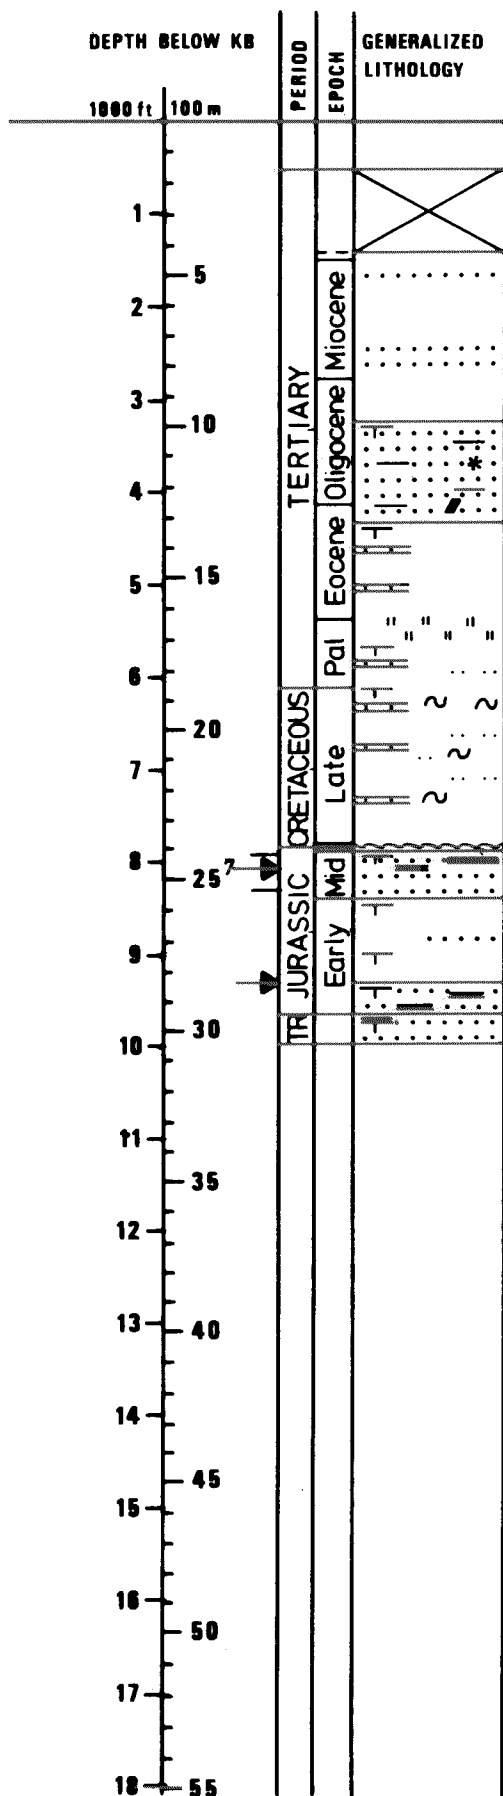 DEPTH BELOW KB
PERIOD
EPOCH
GENERALIZED
LITHOLOGY
1000 ft
100 m
1
5
2
3
10
4
5
15
6
20
7
8
25
7
9
30
10
11
35
12
13
40
14
45
15
16
50
17
18
55
TERTIARY
CRETACEOUS
JURASSIC
TR
Miocene
Oligocene
Eocene
Pal
Late
Mid
Early